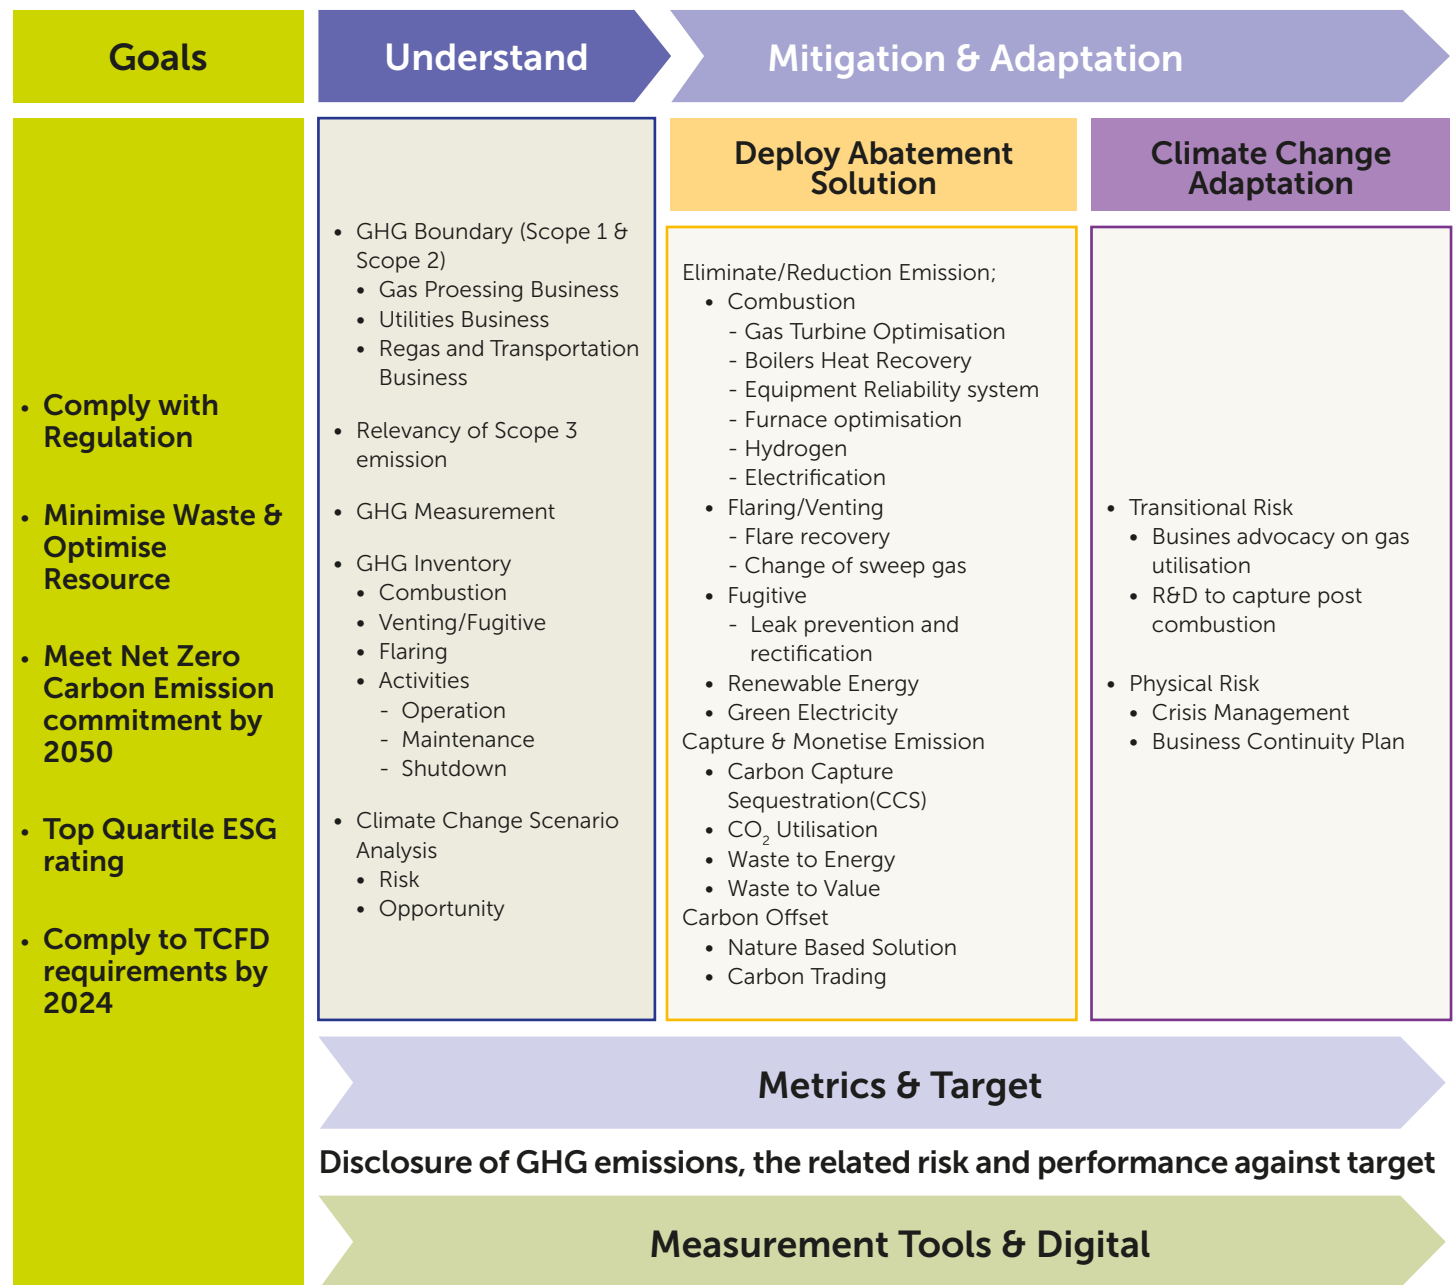 Goals
• Comply with
Regulation
• Minimise Waste &
Optimise
Resource
• Meet Net Zero
Carbon Emission
commitment by
2050
• Top Quartile ESG
rating
• Comply to TCFD
requirements by
2024
Understand
• GHG Boundary (Scope 1 &
Scope 2)
• Gas Proessing Business
• Utilities Business
• Regas and Transportation
Business
• Relevancy of Scope 3
emission
• GHG Measurement
• GHG Inventory
• Combustion
• Venting/Fugitive
• Flaring
• Activities
- Operation
- Maintenance
- Shutdown
• Climate Change Scenario
Analysis
• Risk
• Opportunity
Mitigation & Adaptation
Deploy Abatement
Solution
Eliminate/Reduction Emission;
• Combustion
- Gas Turbine Optimisation
- Boilers Heat Recovery
- Equipment Reliability system
- Furnace optimisation
- Hydrogen
- Electrification
• Flaring/Venting
- Flare recovery
- Change of sweep gas
• Fugitive
- Leak prevention and
rectification
• Renewable Energy
• Green Electricity
Capture & Monetise Emission
• Carbon Capture
Sequestration(CCS)
• CO₂ Utilisation
• Waste to Energy
• Waste to Value
Carbon Offset
• Nature Based Solution
• Carbon Trading
Climate Change
Adaptation
• Transitional Risk
• Busines advocacy on gas
utilisation
• R&D to capture post
combustion
• Physical Risk
• Crisis Management
• Business Continuity Plan
Metrics & Target
Disclosure of GHG emissions, the related risk and performance against target
Measurement Tools & Digital